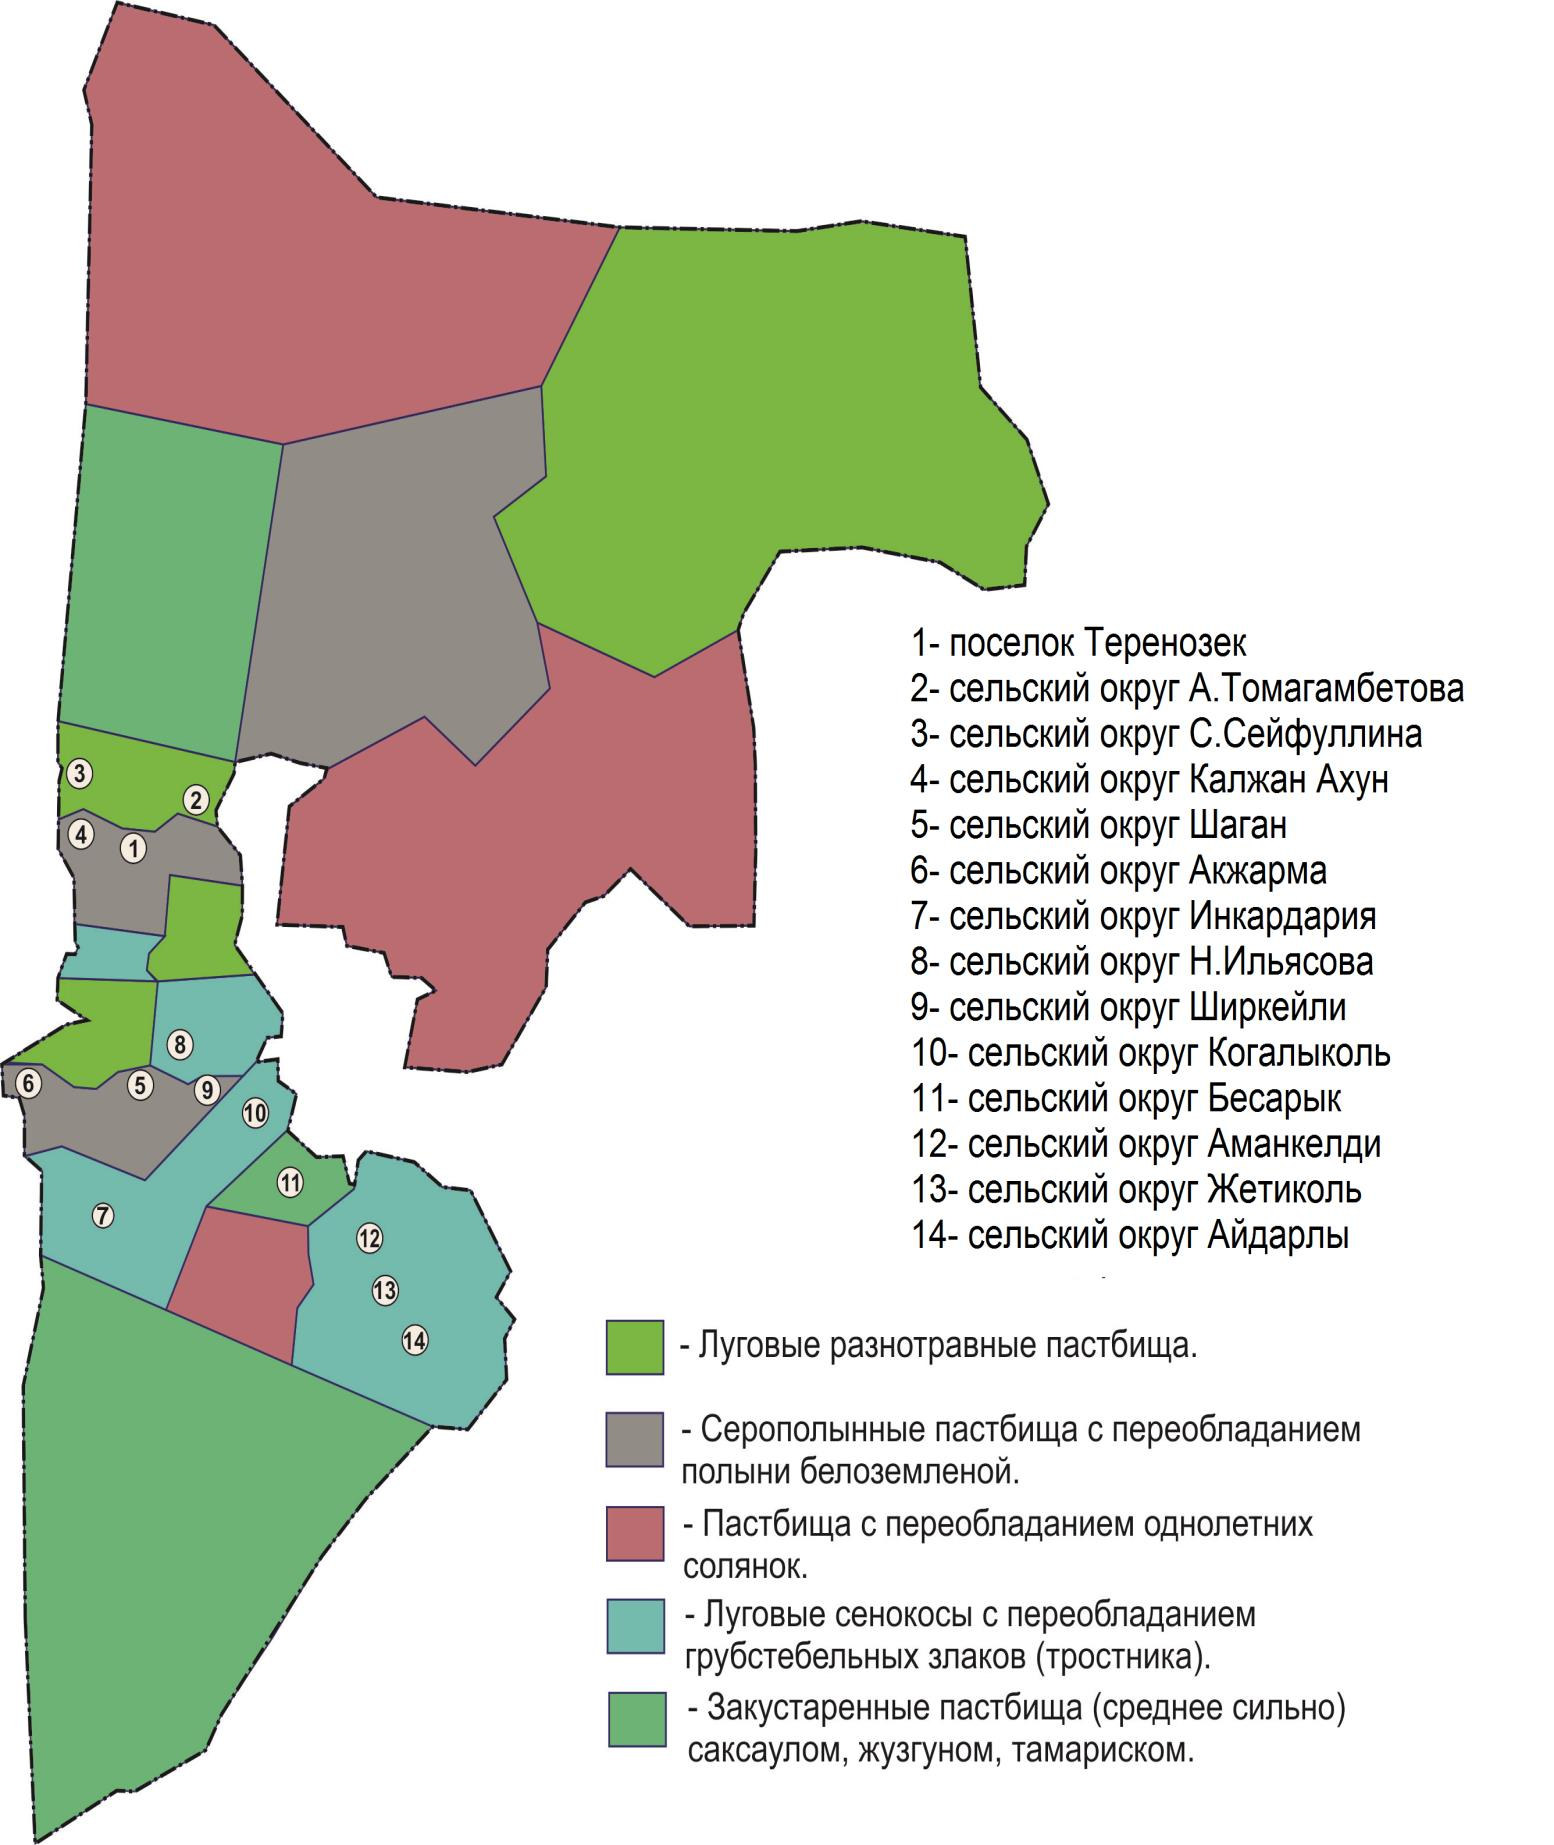 3
2
4
1
8
6
5
9
10
11
7
12
13
14
1- поселок Теренозек
2- сельский округ А.Томагамбетова
3- сельский округ С.Сейфуллина
4- сельский округ Калжан Ахун
5- сельский округ Шаган
6- сельский округ Акжарма
7- сельский округ Инкардария
8- сельский округ Н.Ильясова
9- сельский округ Ширкейли
10- сельский округ Когалыколь
11- сельский округ Бесарык
12- сельский округ Аманкелди
13- сельский округ Жетиколь
14- сельский округ Айдарлы
- Луговые разнотравные пастбища.
- Серополынные пастбища с переобладанием
полыни белоземленой.
- Пастбища с переобладанием однолетних
солянок.
- Луговые сенокосы с переобладанием
грубстебельных злаков (тростника).
- Закустаренные пастбища (среднее сильно)
саксаулом, жузгуном, тамариском.